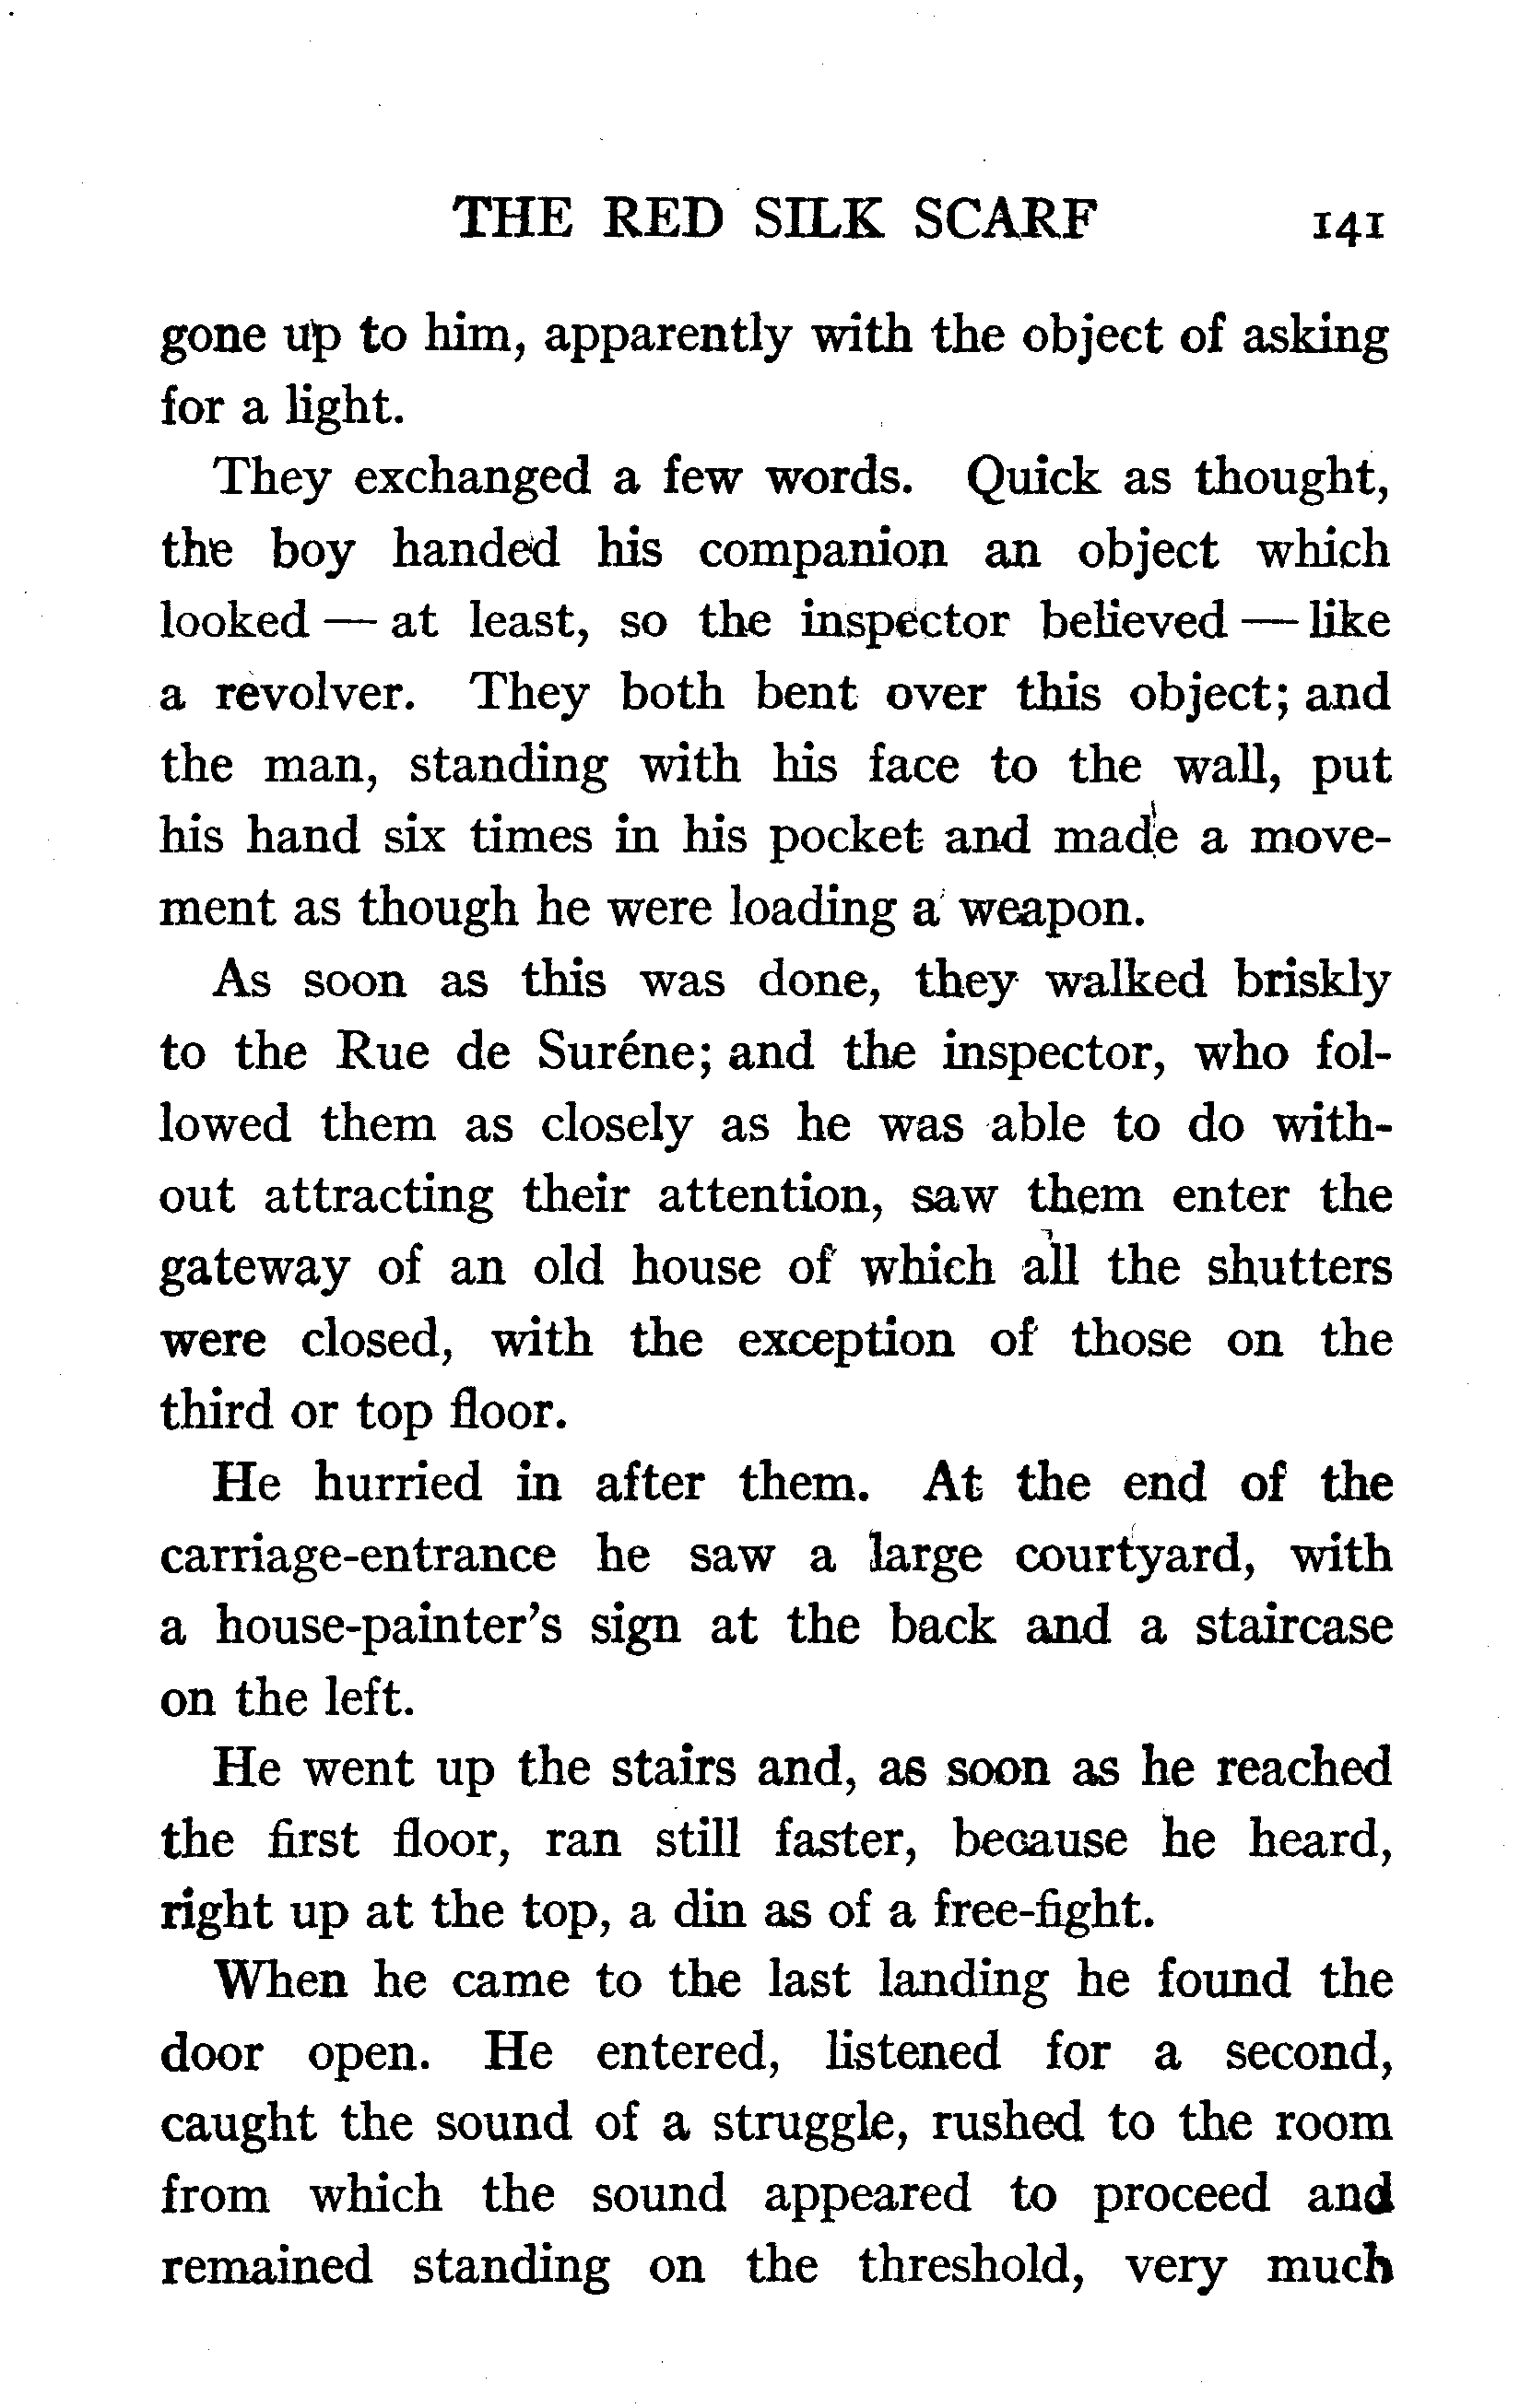 THE RED SILK SCARF 141
gone up to him, apparently with the object of asking
for a light.
They exchanged a few words. Quick as thought,
the boy handed his companion an object which
looked — at least, so the inspector believed — like
a revolver. They both bent over this object; and
the man, standing with his face to the wall, put
his hand six times in his pocket and made a move-
ment as though he were loading a weapon.
As soon as this was done, they walked briskly
to the Rue de Suréne; and the inspector, who fol-
lowed them as closely as he was able to do with-
out attracting their attention, saw them enter the
gateway of an old house of which all the shutters
were closed, with the exception of those on the
third or top floor.
He hurried in after them. At the end of the
carriage-entrance he saw a large courtyard, with
a house-painter's sign at the back and a staircase
on the left.
He went up the stairs and, as soon as he reached
the first floor, ran still faster, because he heard,
right up at the top, a din as of a free-fight.
When he came to the last landing he found the
door open. He entered, listened for a second,
caught the sound of a struggle, rushed to the room
from which the sound appeared to proceed and
remained standing on the threshold, very much